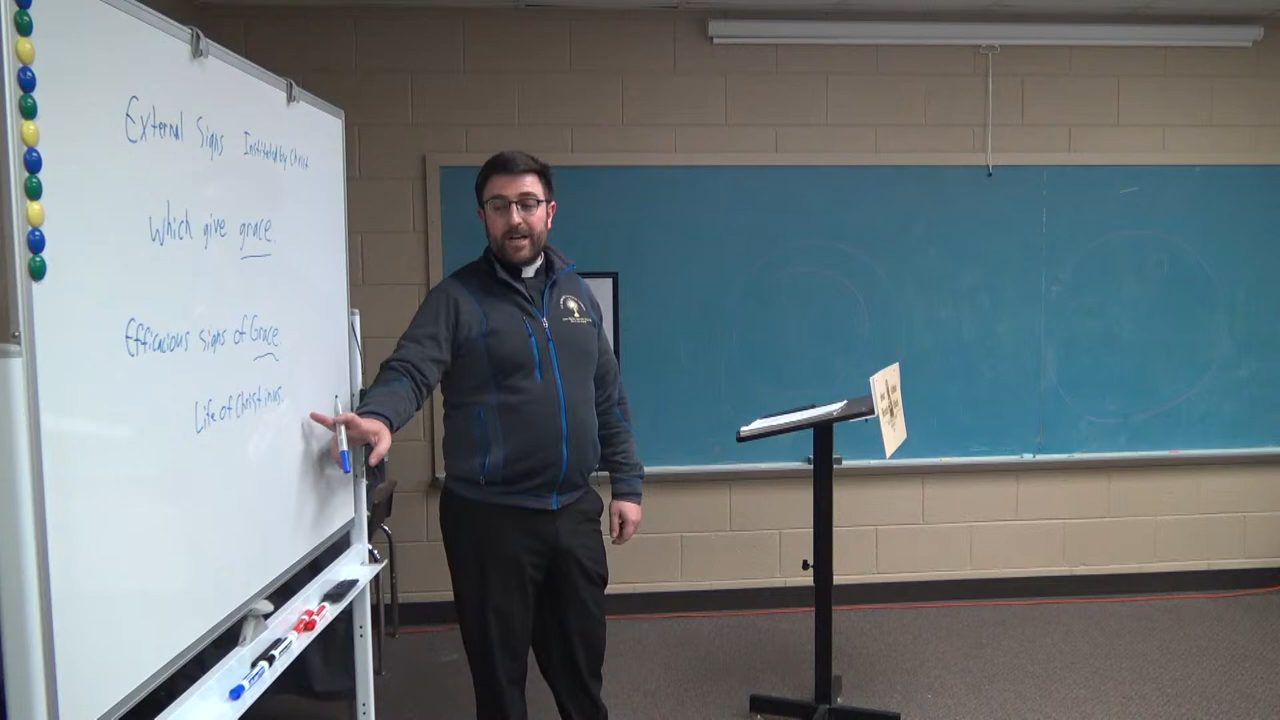 External Signs Instituted by Christ
Which give grace.
Efficacious signs of Grace.
Life of Christ in us.